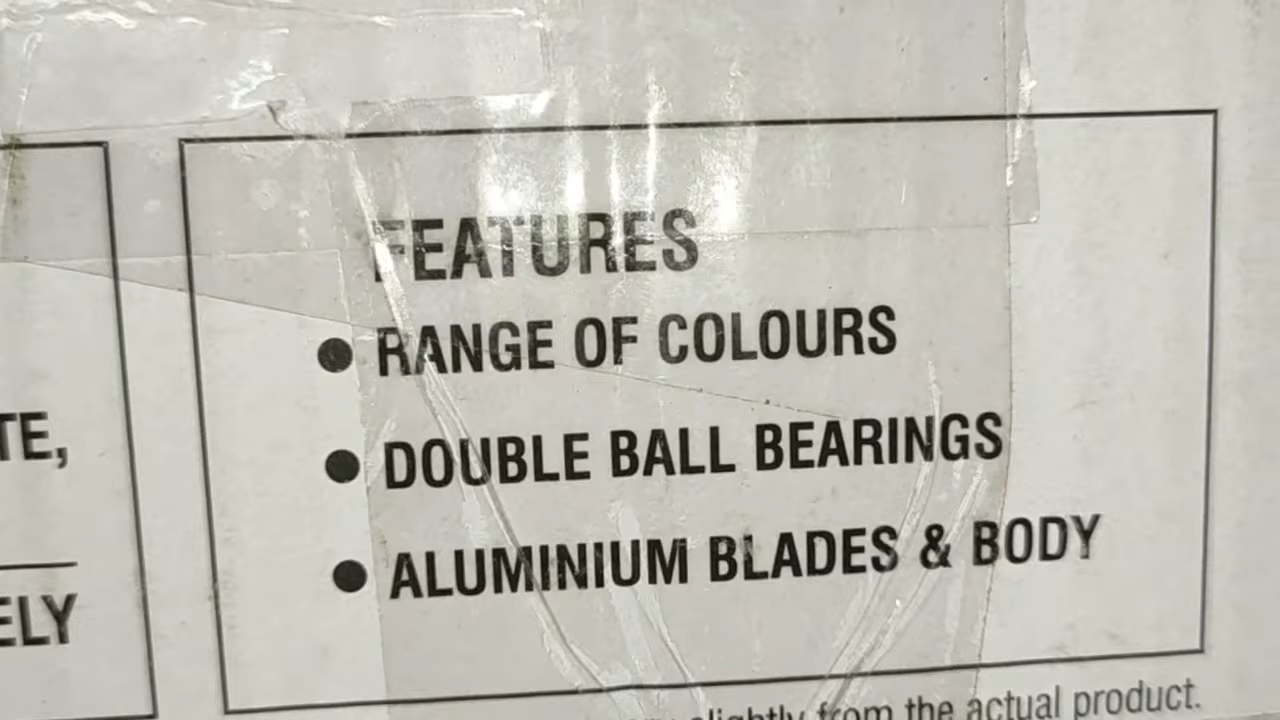 FEATURES
● RANGE OF COLOURS
● DOUBLE BALL BEARINGS
● ALUMINIUM BLADES & BODY
TE,
ELY
slightly from the actual product.